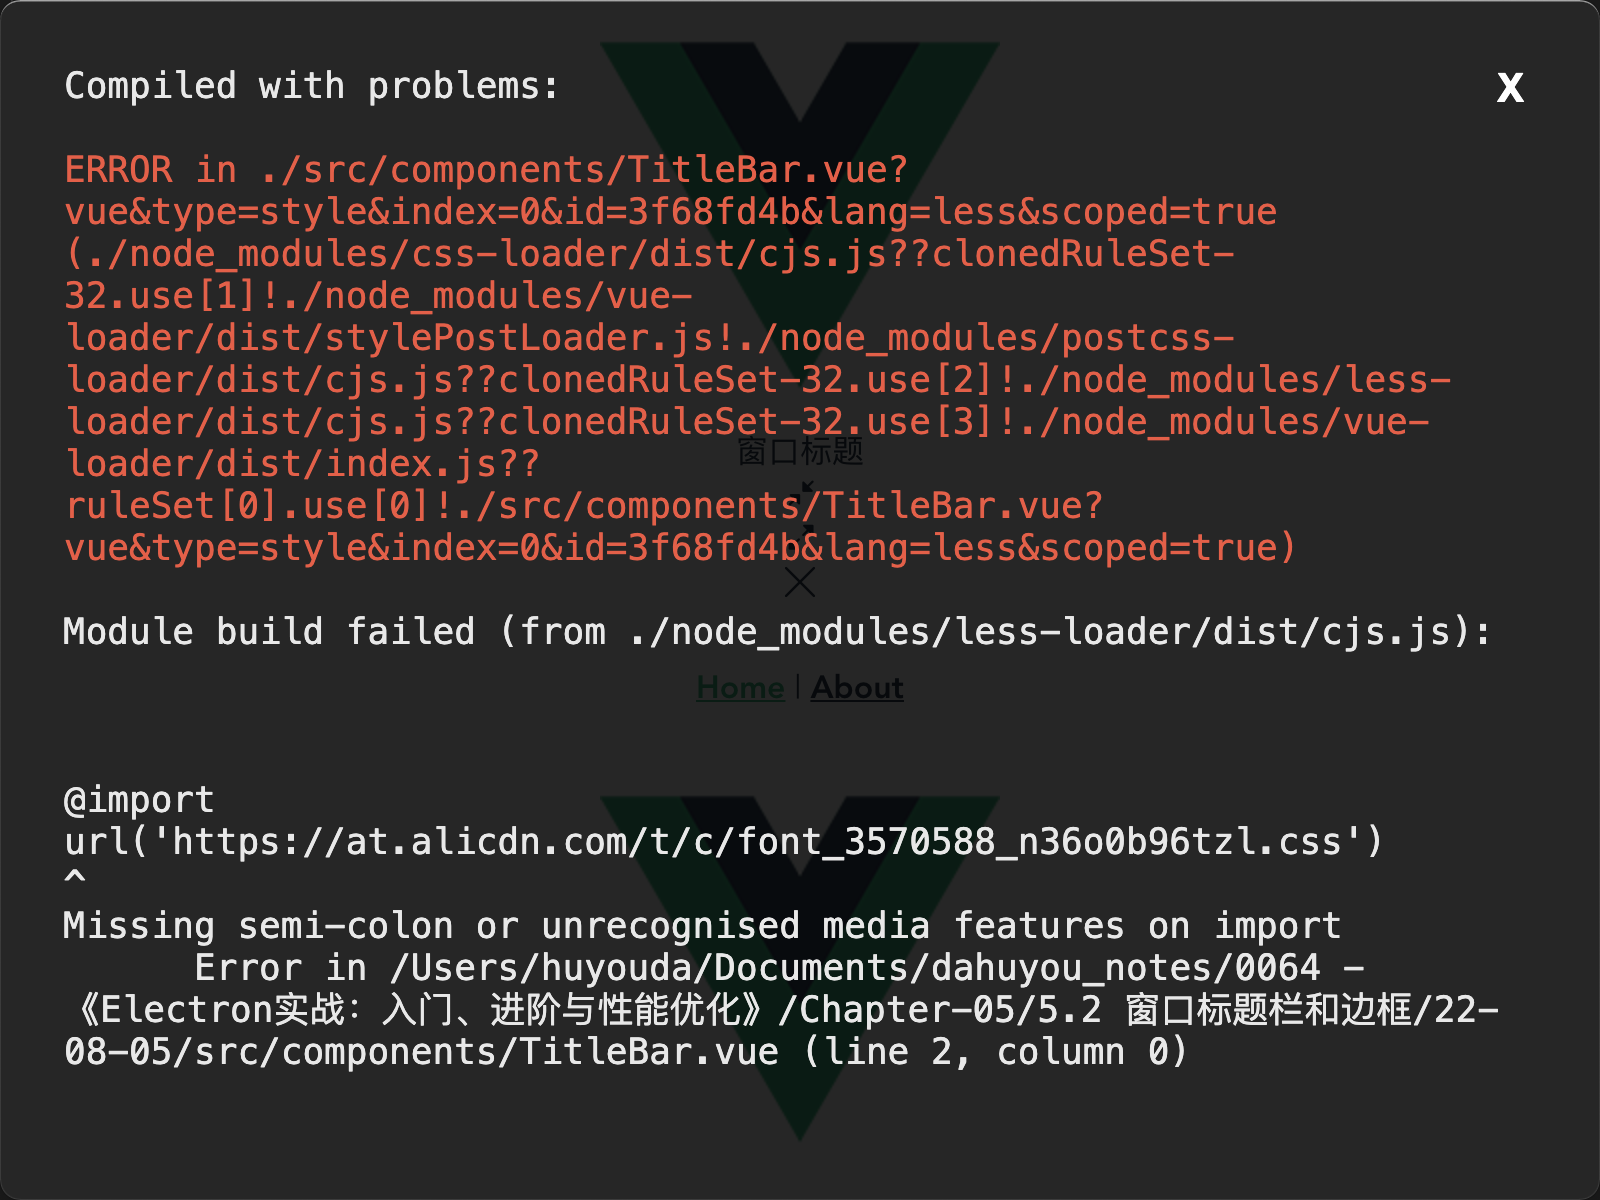 Compiled with problems:
X
ERROR in ./src/components/TitleBar.vue?
vue&type=style&index=0&id=3f68fd4b&lang=less&scoped=true
(./node_modules/css-loader/dist/cjs.js??clonedRuleSet-
32.use[1]!./node_modules/vue-
loader/dist/stylePostLoader.js!./node_modules/postcss-
loader/dist/cjs.js??clonedRuleSet-32.use[2]!./node_modules/less-
loader/dist/cjs.js??clonedRuleSet-32.use[3]!./node_modules/vue-
窗口标题
loader/dist/index.js??
ruleSet[0].use[0]!./src/components/TitleBar.vue?
vue&type=style&index=0&id=3f68fd4b&lang=less&scoped=true)
Module build failed (from ./node_modules/less-loader/dist/cjs.js):
Home | About
@import
url('https://at.alicdn.com/t/c/font_3570588_n36o0b96tzl.css')
^
Missing semi-colon or unrecognised media features on import
Error in /Users/huyouda/Documents/dahuyou_notes/0064 -
《Electron实战：入门、进阶与性能优化》/Chapter-05/5.2 窗口标题栏和边框/22-
08-05/src/components/TitleBar.vue (line 2, column 0)